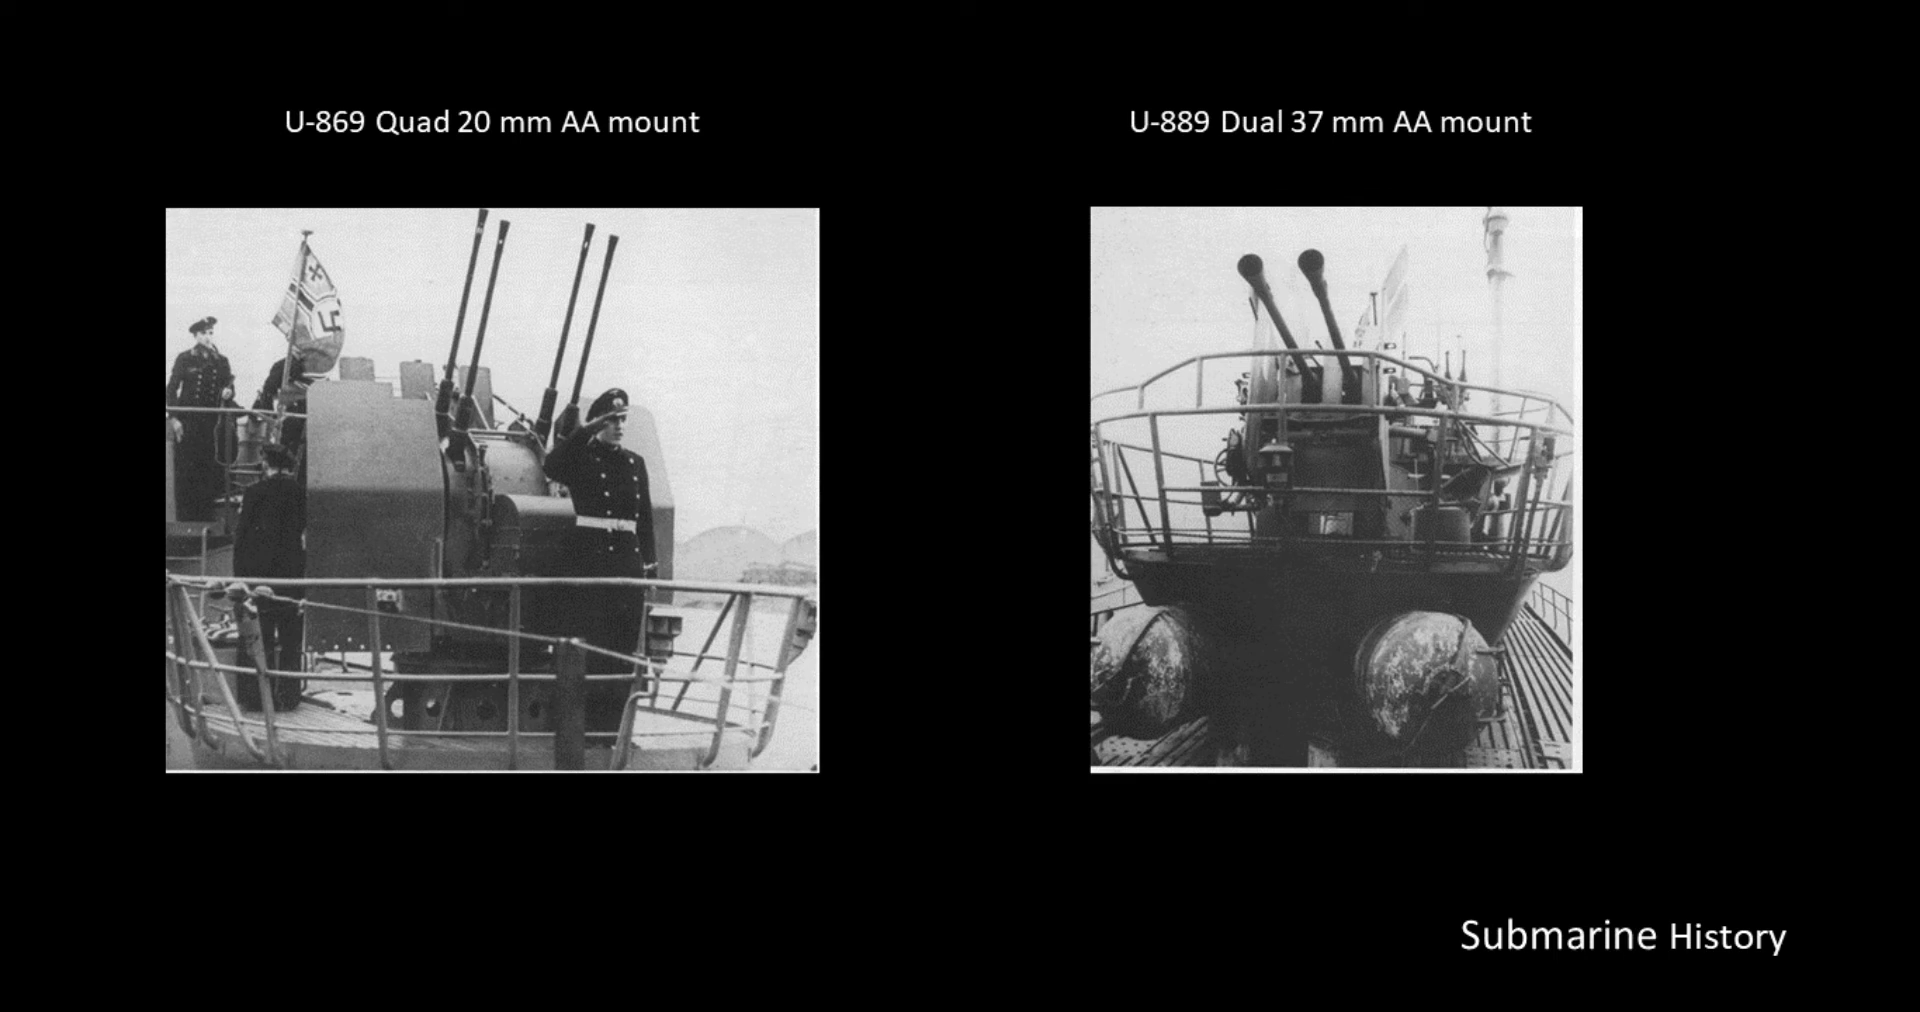 U-869 Quad 20 mm AA mount
U-889 Dual 37 mm AA mount
Submarine History